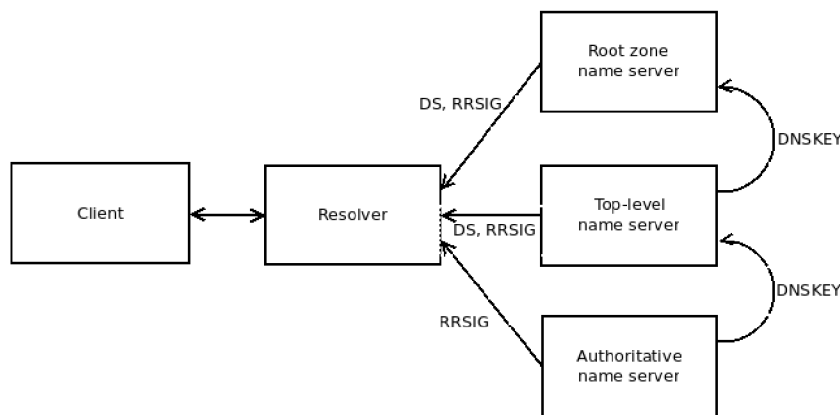 Root zone
name server
DS, RRSIG
DNSKEY
Client
Resolver
Top-level
name server
DS, RRSIG
DNSKEY
RRSIG
Authoritative
name server